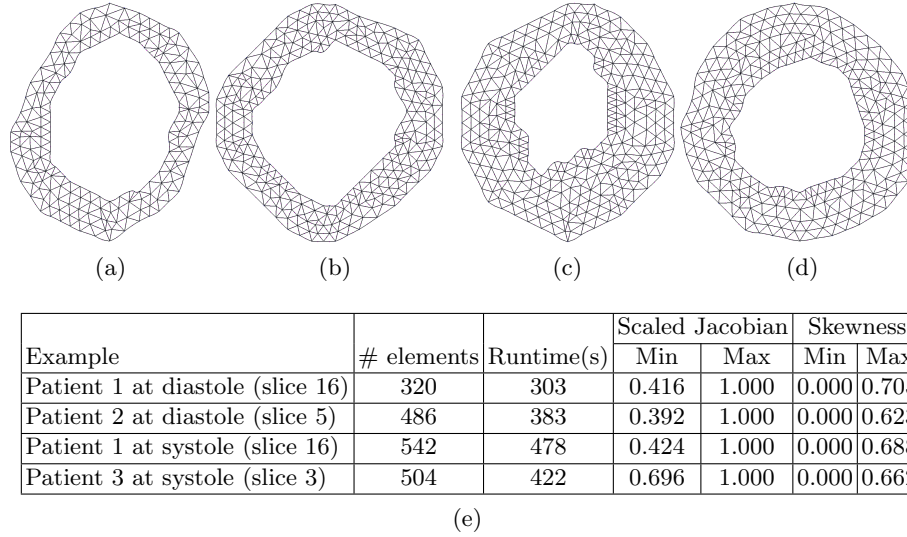 (a) (b) (c) (d)
Scaled Jacobian Skewness
Example # elements Runtime(s) Min Max Min Max
Patient 1 at diastole (slice 16) 320 303 0.416 1.000 0.000
Patient 2 at diastole (slice 5) 486 383 0.392 1.000 0.000
Patient 1 at systole (slice 16) 542 478 0.424 1.000 0.000
Patient 3 at systole (slice 3) 504 422 0.696 1.000 0.000
(e)